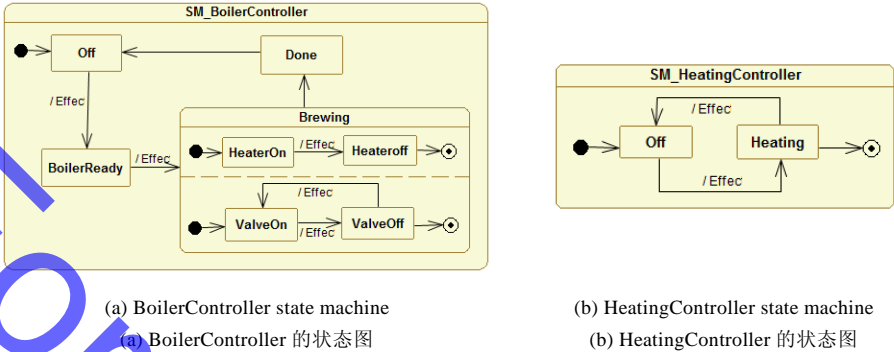 SM_BoilerController
Off
Done
/ Effec
Brewing
BoilerReady
/ Effec
HeaterOn
/ Effec
Heateroff
/ Effec
ValveOn
/ Effec
ValveOff
SM_HeatingController
/ Effec
Off
Heating
/ Effec
(a) BoilerController state machine
(a) BoilerController 的状态图
(b) HeatingController state machine
(b) HeatingController 的状态图